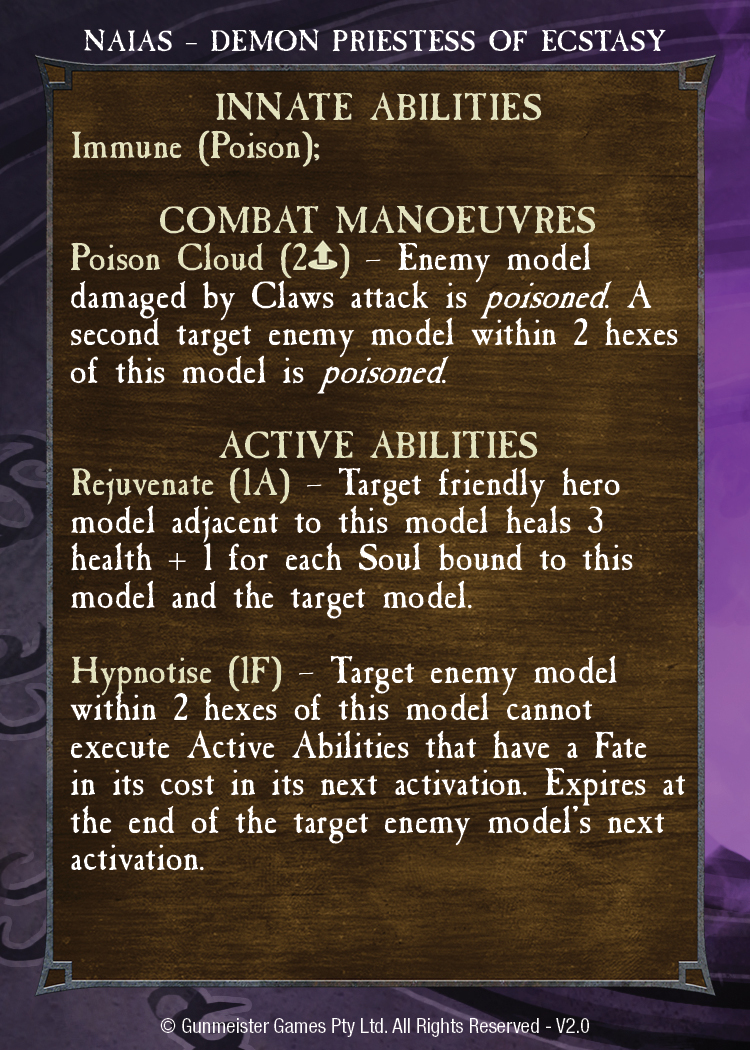 NAIAS – DEMON PRIESTESS OF ECSTASY
INNATE ABILITIES
Immune (Poison);
COMBAT MANOEUVRES
Poison Cloud (2) – Enemy model
damaged by Claws attack is poisoned. A
second target enemy model within 2 hexes
of this model is poisoned.
ACTIVE ABILITIES
Rejuvenate (1A) – Target friendly hero
model adjacent to this model heals 3
health + 1 for each Soul bound to this
model and the target model.
Hypnotise (1F) – Target enemy model
within 2 hexes of this model cannot
execute Active Abilities that have a Fate
in its cost in its next activation. Expires at
the end of the target enemy model's next
activation.
© Gunmeister Games Pty Ltd. All Rights Reserved - V2.0